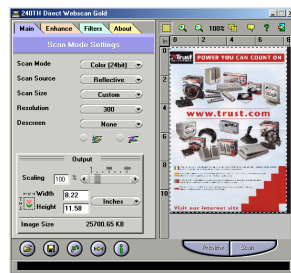 240TH Direct Webscan Gold
Main Enhance Filters About
Scan Mode Settings
Scan Mode Color (24bit)
Scan Source Reflective
Scan Size Custom
Resolution 300
Descreen None
Output
Scaling 100 %
Width 8.22
Height 11.58
Inches
Image Size 25700.65 KB
100%
in 0 2 4 6 8
0
2
4
6
8
10
Trust POWER YOU CAN COUNT ON
www.trust.com
Visit our internet site
Preview Scan